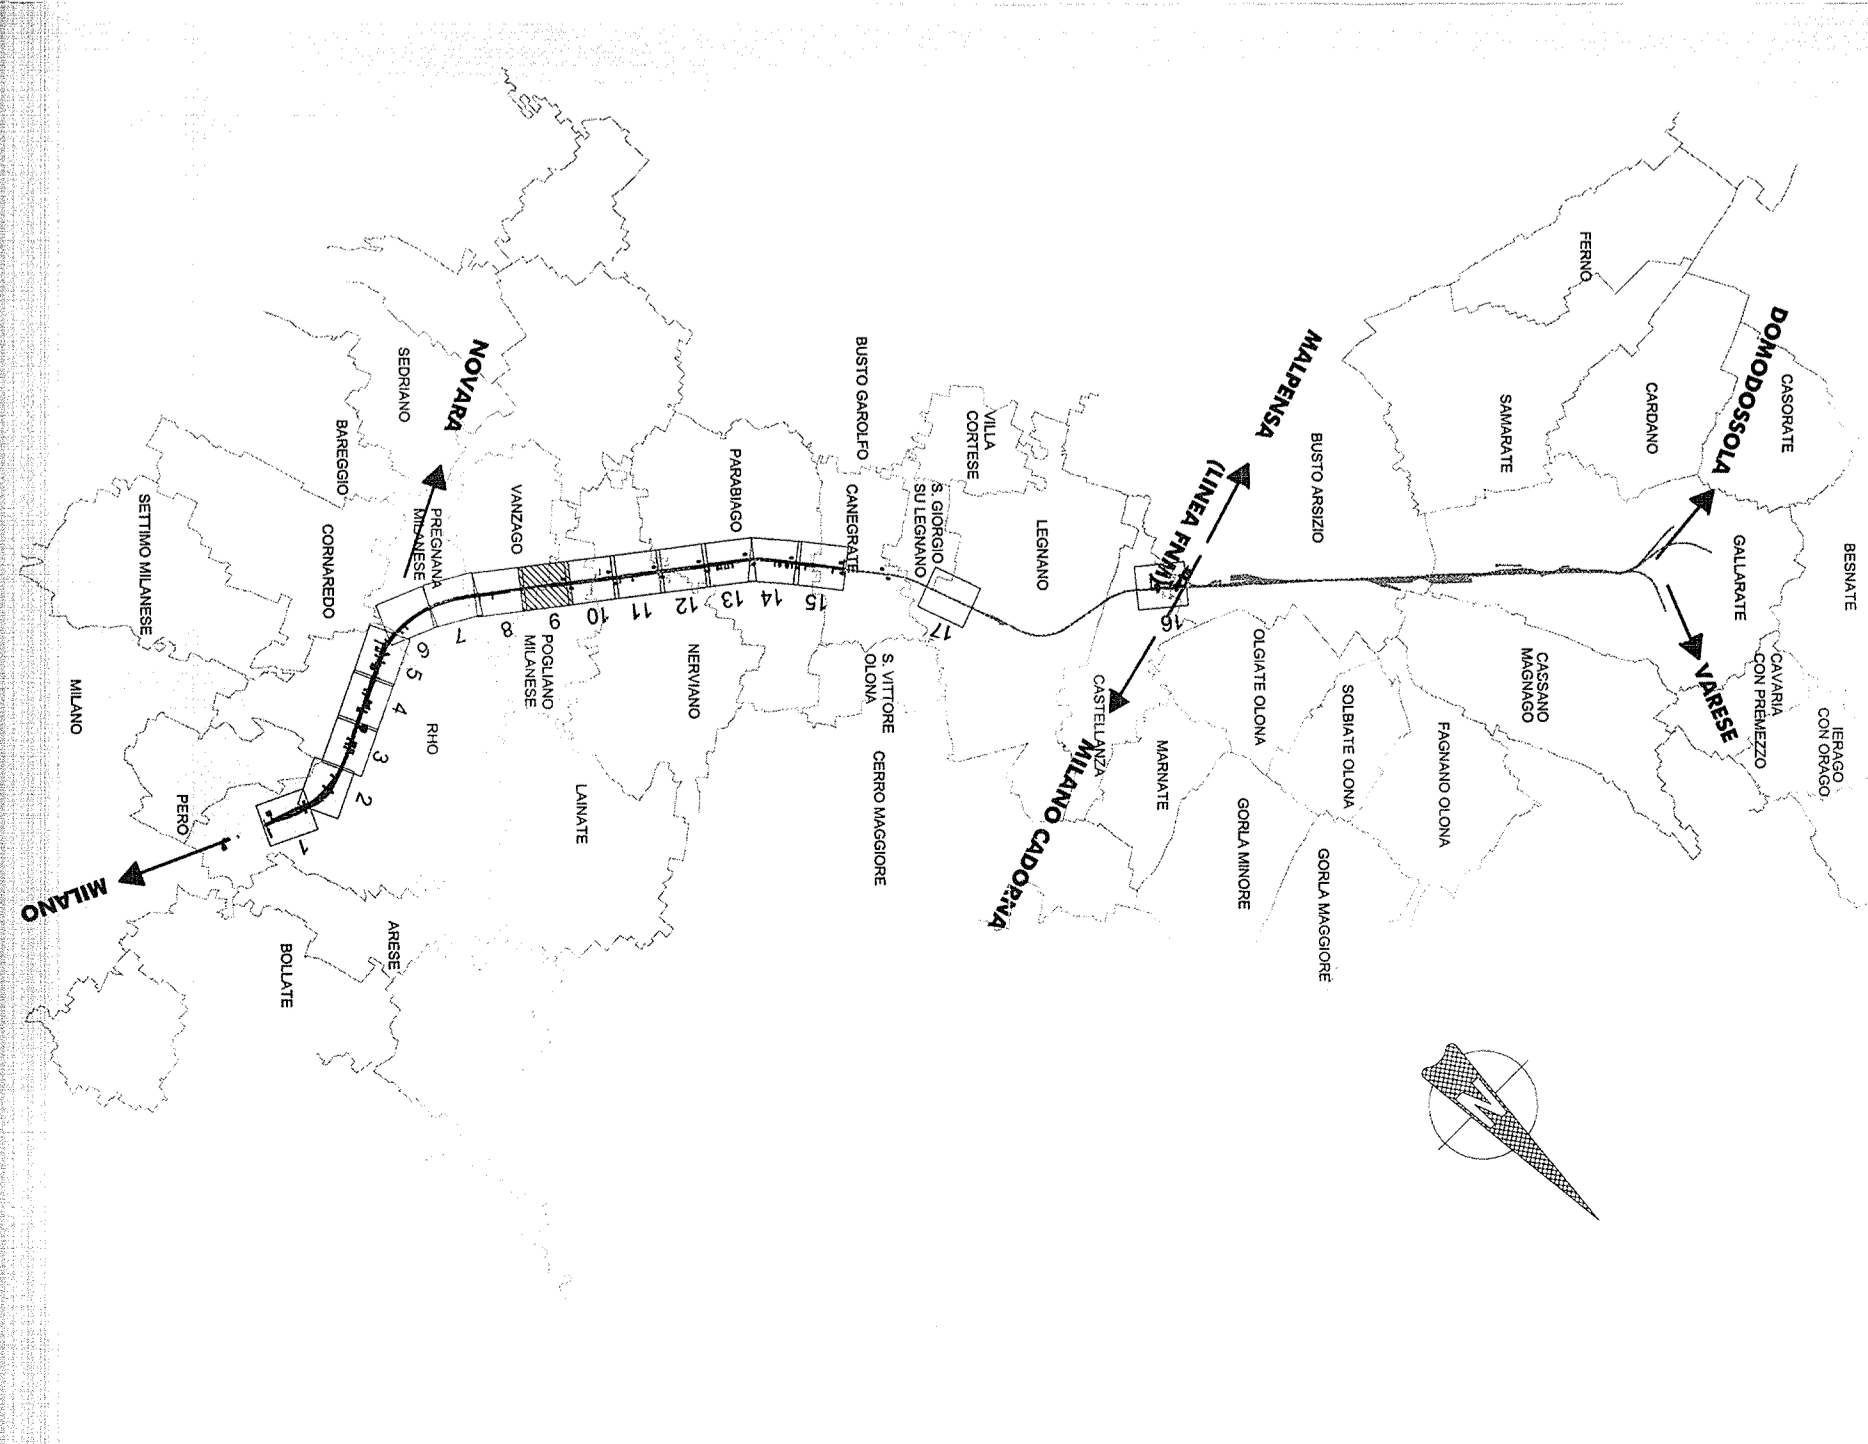 FERNO
DOMODOSSOLA
CASORATE
CARDANO
SAMARATE
MALPENSA
(LINEA FNM)
BUSTO ARSIZIO
BUSTO GAROLFO
VILLA
CORTESE
NOVARA
SEDRIANO
BAREGGIO
SETTIMO MILANESE
CORNAREDO
PREGNANA
MILANESE
VANZAGO
PARABIAGO
CANEGRATE
S. GIORGIO
SU LEGNANO
LEGNANO
GALLARATE
BESNATE
VARESE
CAVARIA
CON PREMEZZO
IERAGO
CON ORAGO
CASSANO
MAGNAGO
OLGIATE OLONA
SOLBIATE OLONA
FAGNANO OLONA
CASTELLANZA
MARNATE
MILANO CADORNA
GORLA MINORE
GORLA MAGGIORE
S. VITTORE
OLONA
CERRO MAGGIORE
NERVIANO
POGLIANO
MILANESE
LAINATE
RHO
MILANO
PERO
MILANO
ARESE
BOLLATE
1
2
3
4
5
6
7
8
9
10
11
12
13
14
15
16
17
N